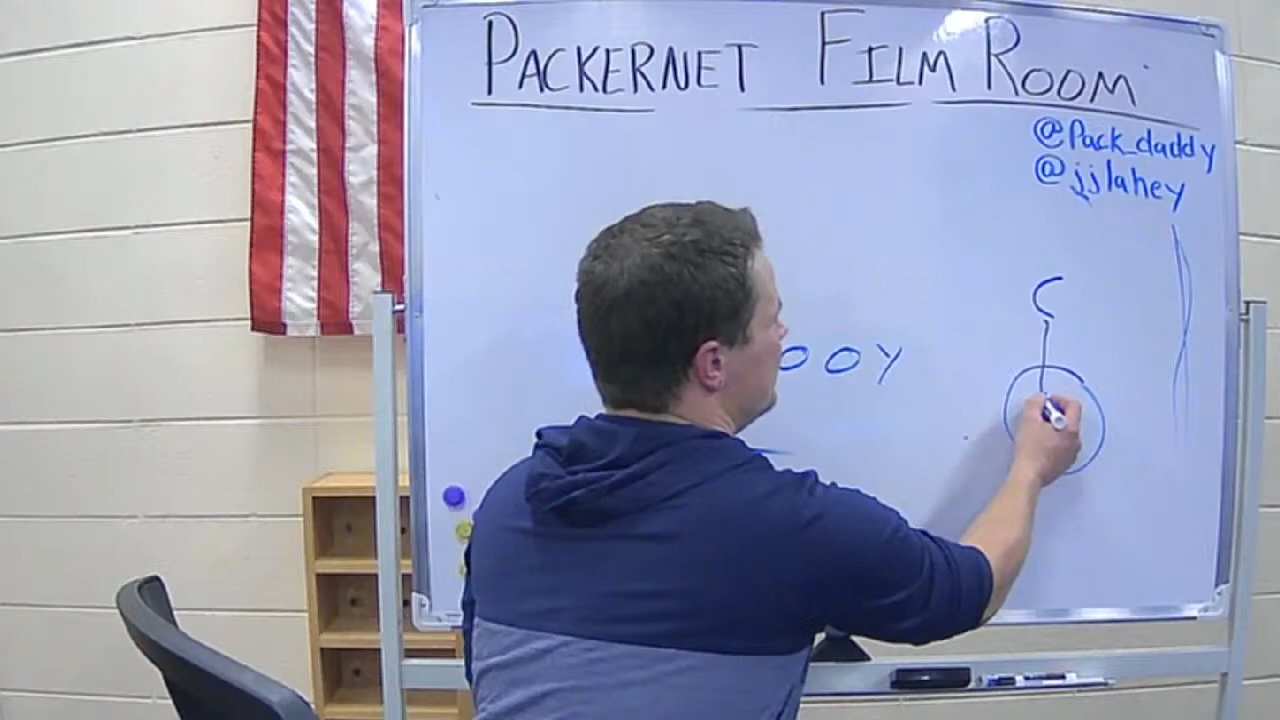 PACKERNET FILM ROOM
@Pack_daddy
@jjlahey
C
O O Y